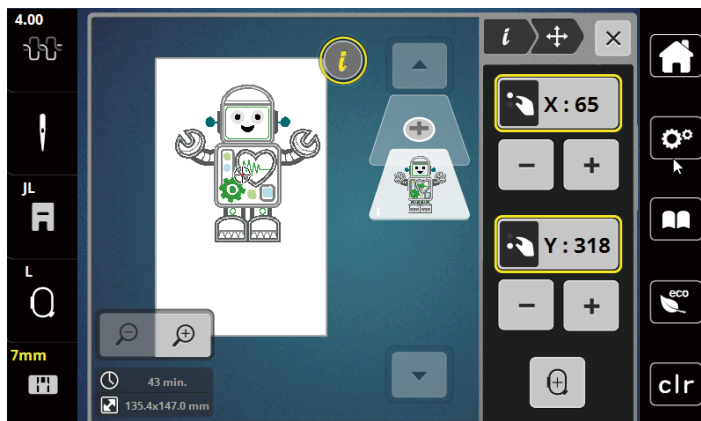 4.00
i
i
X : 65
JL
L
Y : 318
eco
7mm
43 min.
135.4x147.0 mm
clr